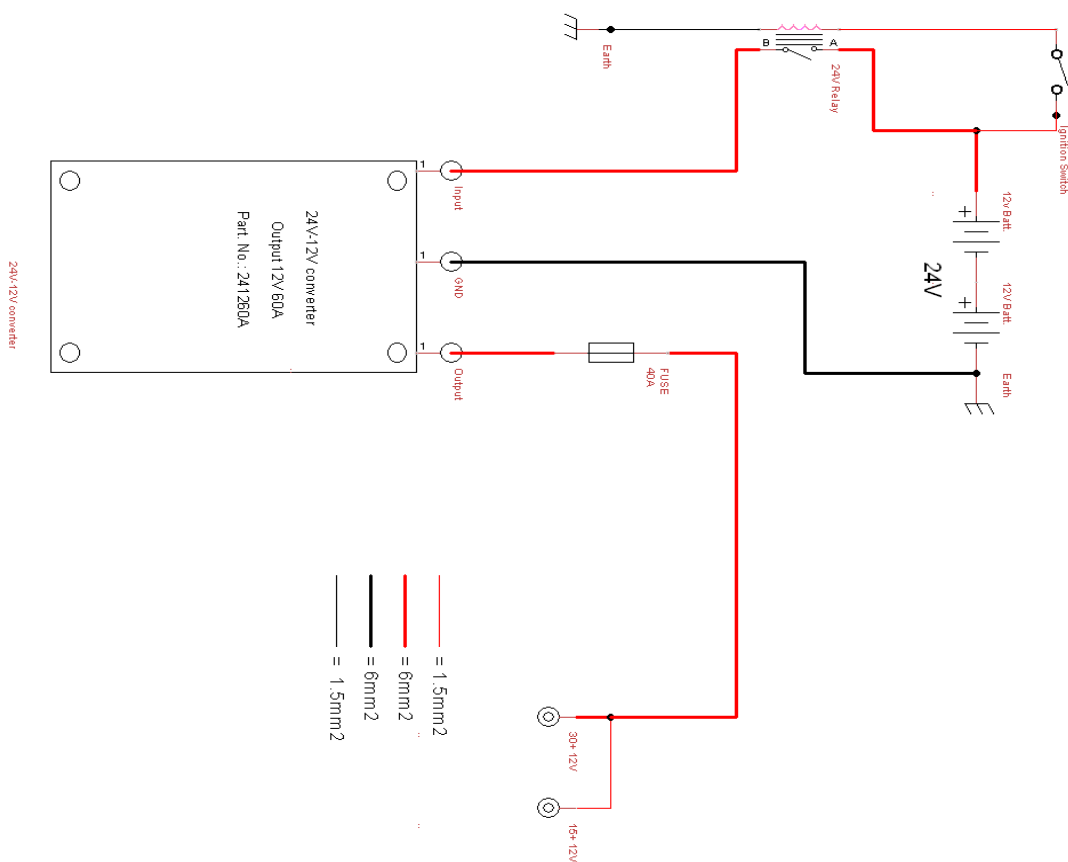 Earth
B
A
24V Relay
Ignition Switch
12v Batt.
12V Batt.
24V
Earth
1
Input
1
GND
1
Output
24V-12V converter
Output 12V 60A
Part. No.: 241260A
24V-12V converter
FUSE
40A
= 1.5mm2
= 6mm2
= 6mm2
= 1.5mm2
30+ 12V
15+ 12V